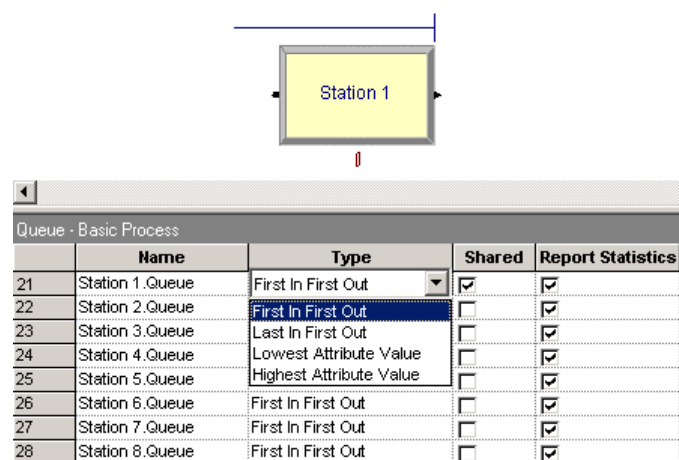 Station 1
0
Queue - Basic Process
Name Type Shared Report Statistics
21 Station 1.Queue First In First Out
22 Station 2.Queue First In First Out
23 Station 3.Queue Last In First Out
24 Station 4.Queue Lowest Attribute Value
25 Station 5.Queue Highest Attribute Value
26 Station 6.Queue First In First Out
27 Station 7.Queue First In First Out
28 Station 8.Queue First In First Out